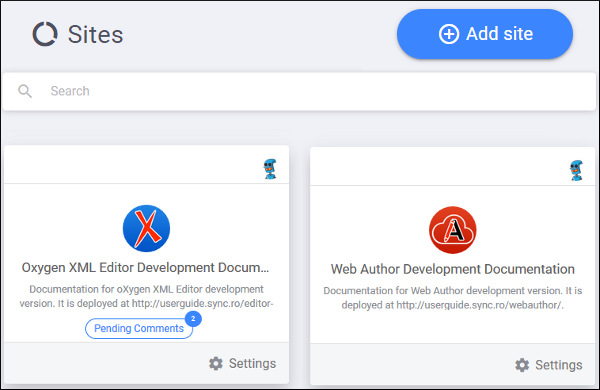 Sites
Add site
Search
Oxygen XML Editor Development Docum...
Documentation for oXygen XML Editor development
version. It is deployed at http://userguide.sync.ro/editor-
Pending Comments
2
Settings
Web Author Development Documentation
Documentation for Web Author development version. It is
deployed at http://userguide.sync.ro/webauthor/.
Settings